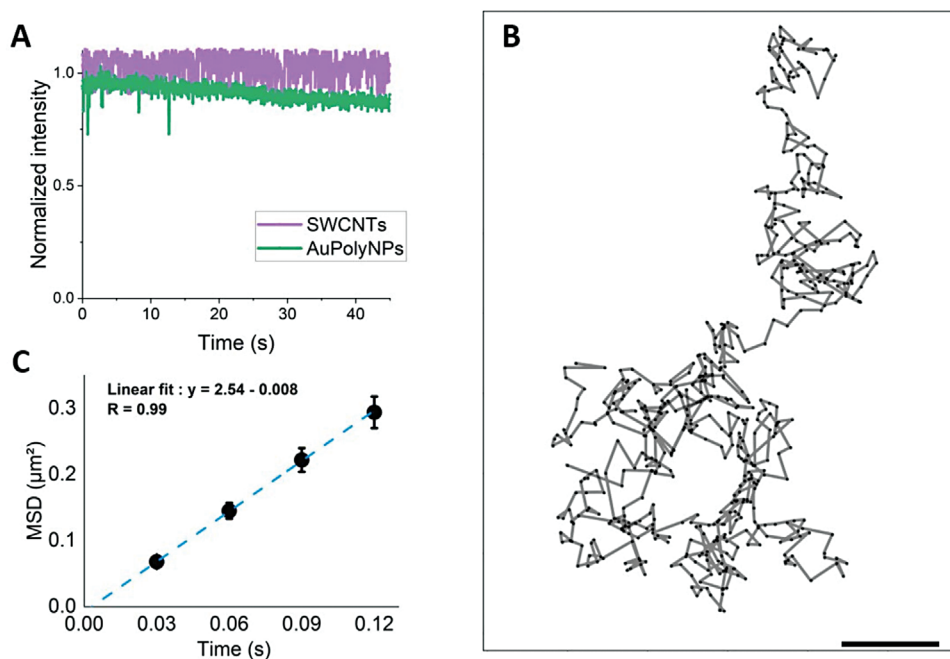 A
Normalized intensity
1.0
0.5
0.0
SWCNTs
AuPolyNPs
0 10 20 30 40
Time (s)
B
C
Linear fit : y = 2.54 - 0.008
R = 0.99
MSD (μm²)
0.3
0.2
0.1
0.0
0.00 0.03 0.06 0.09 0.12
Time (s)